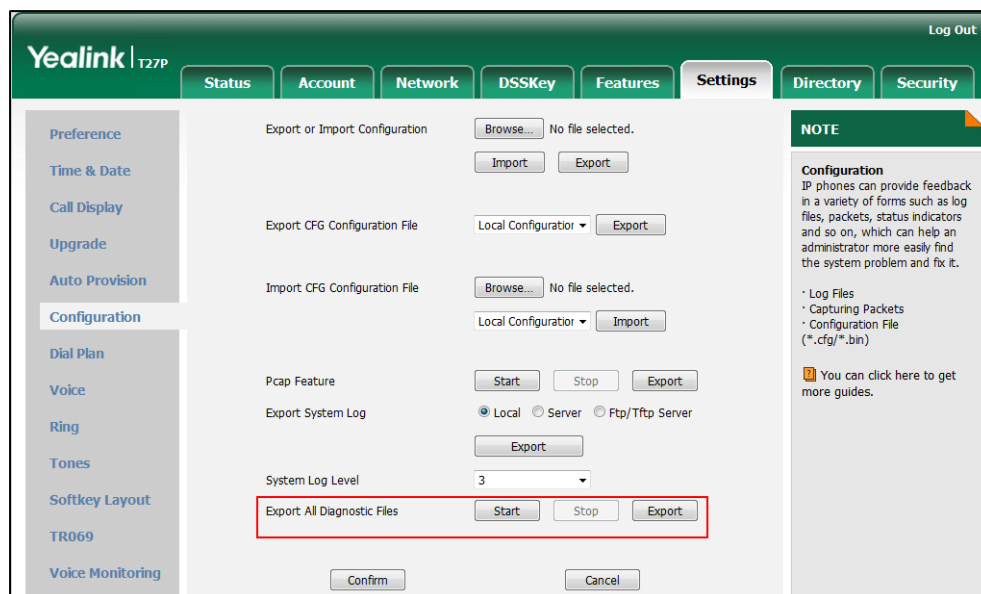 Log Out
Yealink T27P
Status Account Network DSSKey Features Settings Directory Security
Preference
Time & Date
Call Display
Upgrade
Auto Provision
Configuration
Dial Plan
Voice
Ring
Tones
Softkey Layout
TR069
Voice Monitoring
Export or Import Configuration Browse... No file selected.
Import Export
Export CFG Configuration File Local Configuration Export
Import CFG Configuration File Browse... No file selected.
Local Configuration Import
Pcap Feature Start Stop Export
Export System Log Local Server Ftp/Tftp Server
Export
System Log Level 3
Export All Diagnostic Files Start Stop Export
Confirm Cancel
NOTE
Configuration
IP phones can provide feedback
in a variety of forms such as log
files, packets, status indicators
and so on, which can help an
administrator more easily find
the system problem and fix it.
· Log Files
· Capturing Packets
· Configuration File
(*.cfg/*.bin)
You can click here to get
more guides.